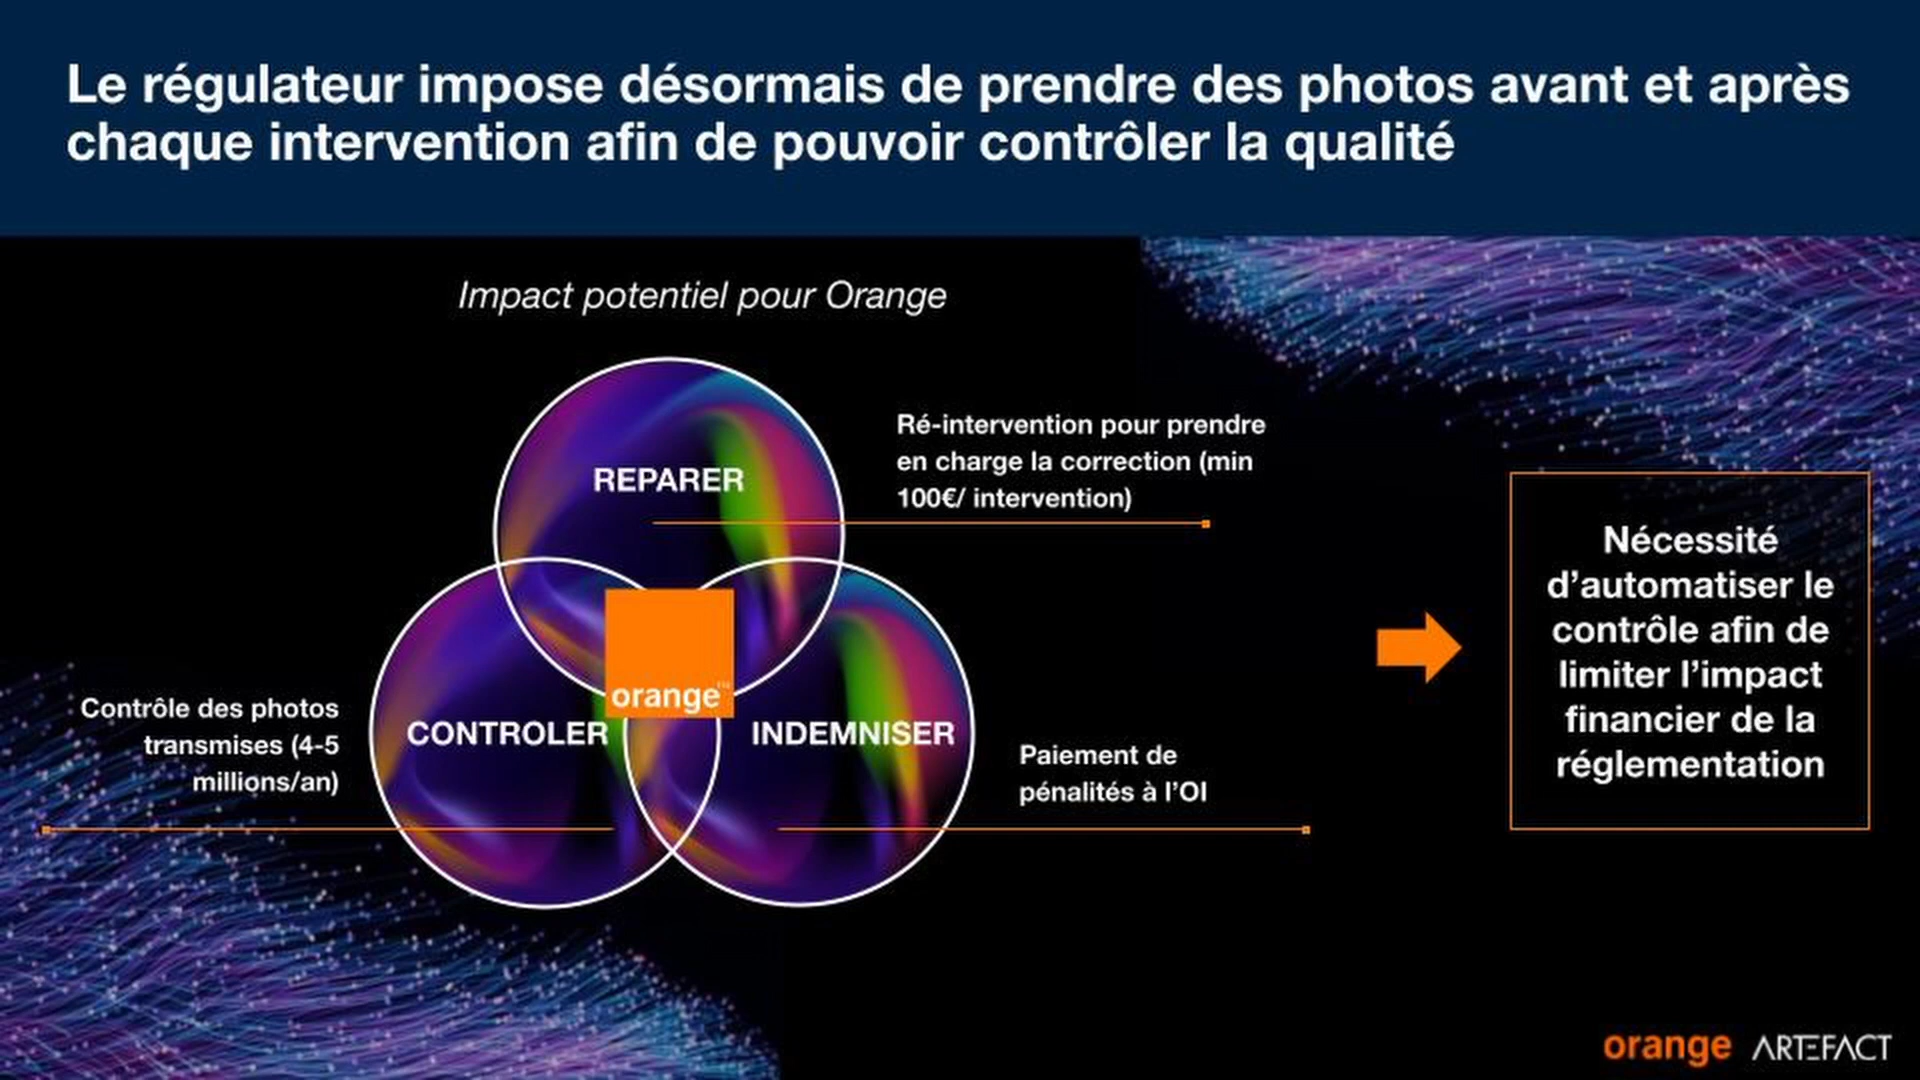 Le régulateur impose désormais de prendre des photos avant et après
chaque intervention afin de pouvoir contrôler la qualité
Impact potentiel pour Orange
REPARER
Ré-intervention pour prendre
en charge la correction (min
100€/ intervention)
Contrôle des photos
transmises (4-5
millions/an)
CONTROLER
orange™
INDEMNISER
Paiement de
pénalités à l’OI
Nécessité
d’automatiser le
contrôle afin de
limiter l’impact
financier de la
réglementation
orange ARTEFACT